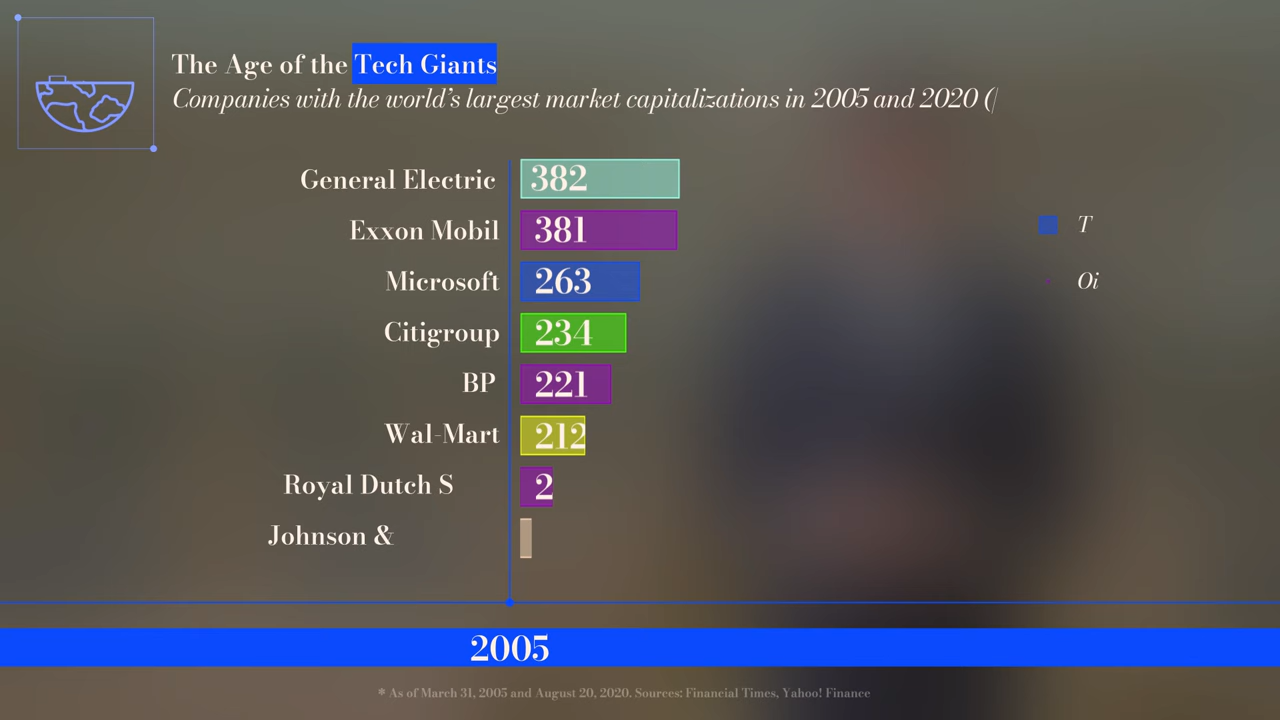 The Age of the Tech Giants
Companies with the world's largest market capitalizations in 2005 and 2020 (
General Electric 382
Exxon Mobil 381
T
Microsoft 263
Oi
Citigroup 234
BP 221
Wal-Mart 212
Royal Dutch S 2
Johnson &
2005
* As of March 31, 2005 and August 20, 2020. Sources: Financial Times, Yahoo! Finance